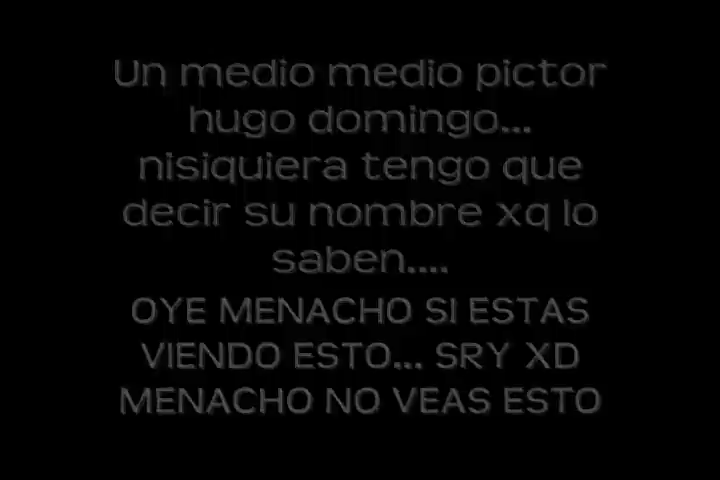 Un medio medio pictor
hugo domingo...
nisiquiera tengo que
decir su nombre xq lo
saben....
OYE MENACHO SI ESTAS
VIENDO ESTO... SRY XD
MENACHO NO VEAS ESTO